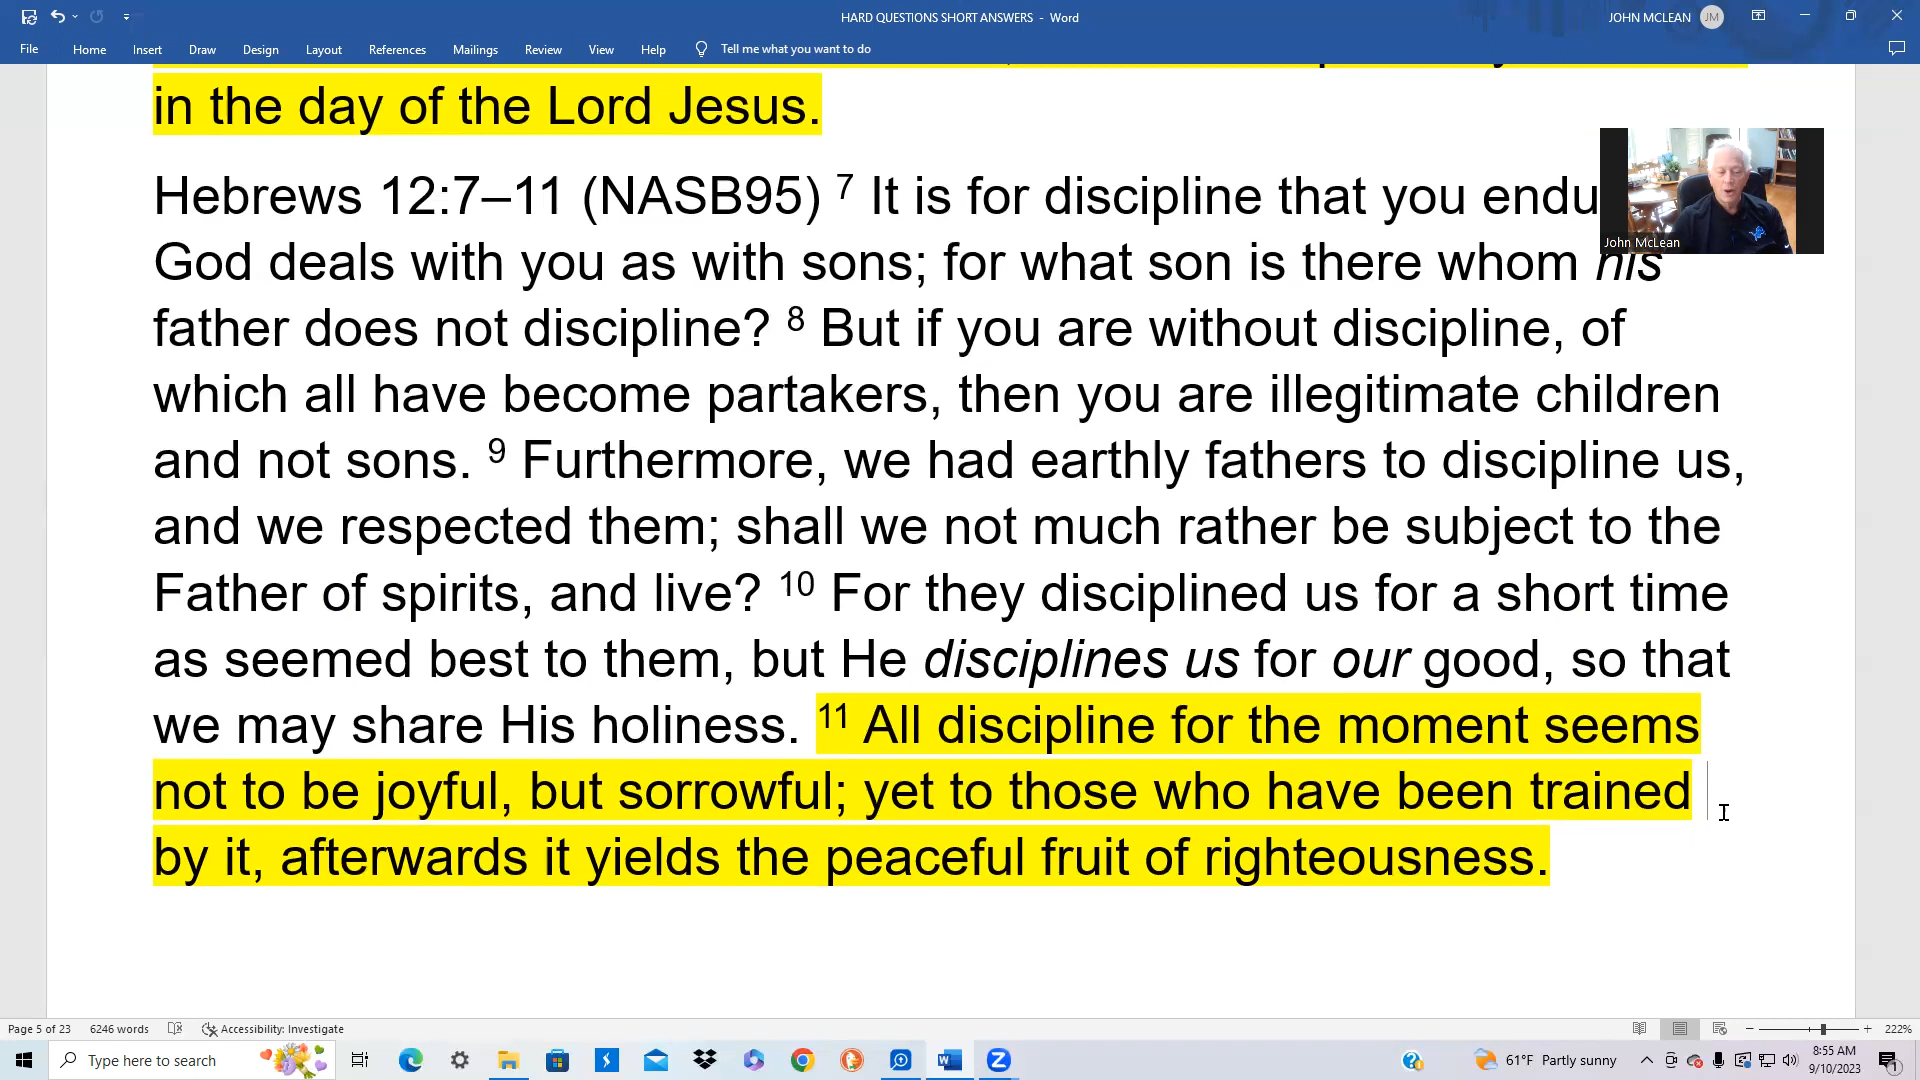 HARD QUESTIONS SHORT ANSWERS - Word
JOHN MCLEAN
JM
File Home Insert Draw Design Layout References Mailings Review View Help Tell me what you want to do
in the day of the Lord Jesus.
Hebrews 12:7–11 (NASB95) 7 It is for discipline that you endu
God deals with you as with sons; for what son is there whom his
father does not discipline? 8 But if you are without discipline, of
which all have become partakers, then you are illegitimate children
and not sons. 9 Furthermore, we had earthly fathers to discipline us,
and we respected them; shall we not much rather be subject to the
Father of spirits, and live? 10 For they disciplined us for a short time
as seemed best to them, but He disciplines us for our good, so that
we may share His holiness. 11 All discipline for the moment seems
not to be joyful, but sorrowful; yet to those who have been trained
by it, afterwards it yields the peaceful fruit of righteousness.
John McLean
Page 5 of 23 6246 words Accessibility: Investigate
222%
Type here to search
61°F Partly sunny
8:55 AM
9/10/2023